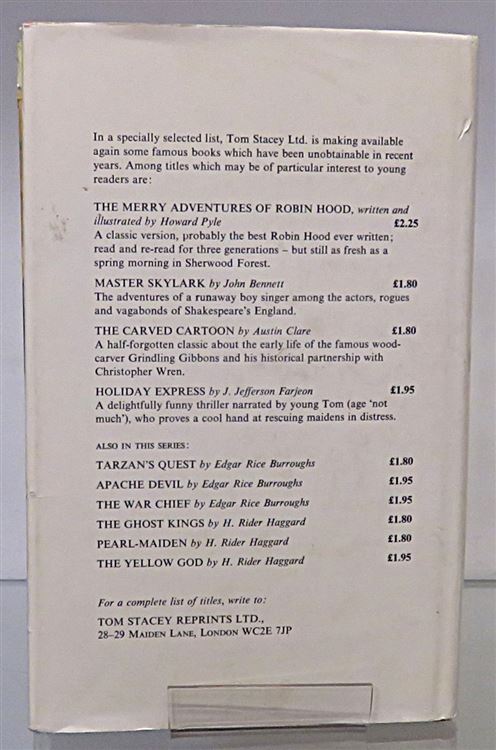 In a specially selected list, Tom Stacey Ltd. is making available
again some famous books which have been unobtainable in recent
years. Among titles which may be of particular interest to young
readers are:
THE MERRY ADVENTURES OF ROBIN HOOD, written and
illustrated by Howard Pyle £2.25
A classic version, probably the best Robin Hood ever written;
read and re-read for three generations – but still as fresh as a
spring morning in Sherwood Forest.
MASTER SKYLARK by John Bennett £1.80
The adventures of a runaway boy singer among the actors, rogues
and vagabonds of Shakespeare's England.
THE CARVED CARTOON by Austin Clare £1.80
A half-forgotten classic about the early life of the famous wood-
carver Grindling Gibbons and his historical partnership with
Christopher Wren.
HOLIDAY EXPRESS by J. Jefferson Farjeon £1.95
A delightfully funny thriller narrated by young Tom (age 'not
much'), who proves a cool hand at rescuing maidens in distress.
ALSO IN THIS SERIES:
TARZAN'S QUEST by Edgar Rice Burroughs £1.80
APACHE DEVIL by Edgar Rice Burroughs £1.95
THE WAR CHIEF by Edgar Rice Burroughs £1.95
THE GHOST KINGS by H. Rider Haggard £1.80
PEARL-MAIDEN by H. Rider Haggard £1.80
THE YELLOW GOD by H. Rider Haggard £1.95
For a complete list of titles, write to:
TOM STACEY REPRINTS LTD.,
28–29 MAIDEN LANE, LONDON WC2E 7JP